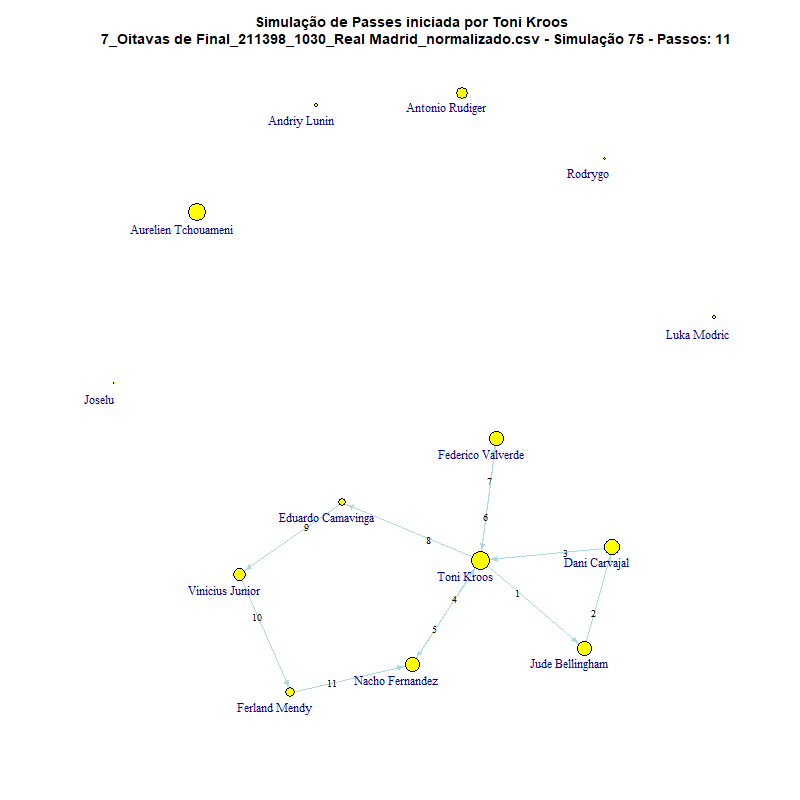 Simulação de Passes iniciada por Toni Kroos
7_Oitavas de Final_211398_1030_Real Madrid_normalizado.csv - Simulação 75 - Passos: 11
Antonio Rudiger
Andriy Lunin
Rodrygo
Aurelien Tchouameni
Luka Modric
Joselu
Federico Valverde
7
Eduardo Camavinga
6
9
8
3
Dani Carvajal
Toni Kroos
Vinicius Junior
1
4
2
10
5
Jude Bellingham
Nacho Fernandez
11
Ferland Mendy